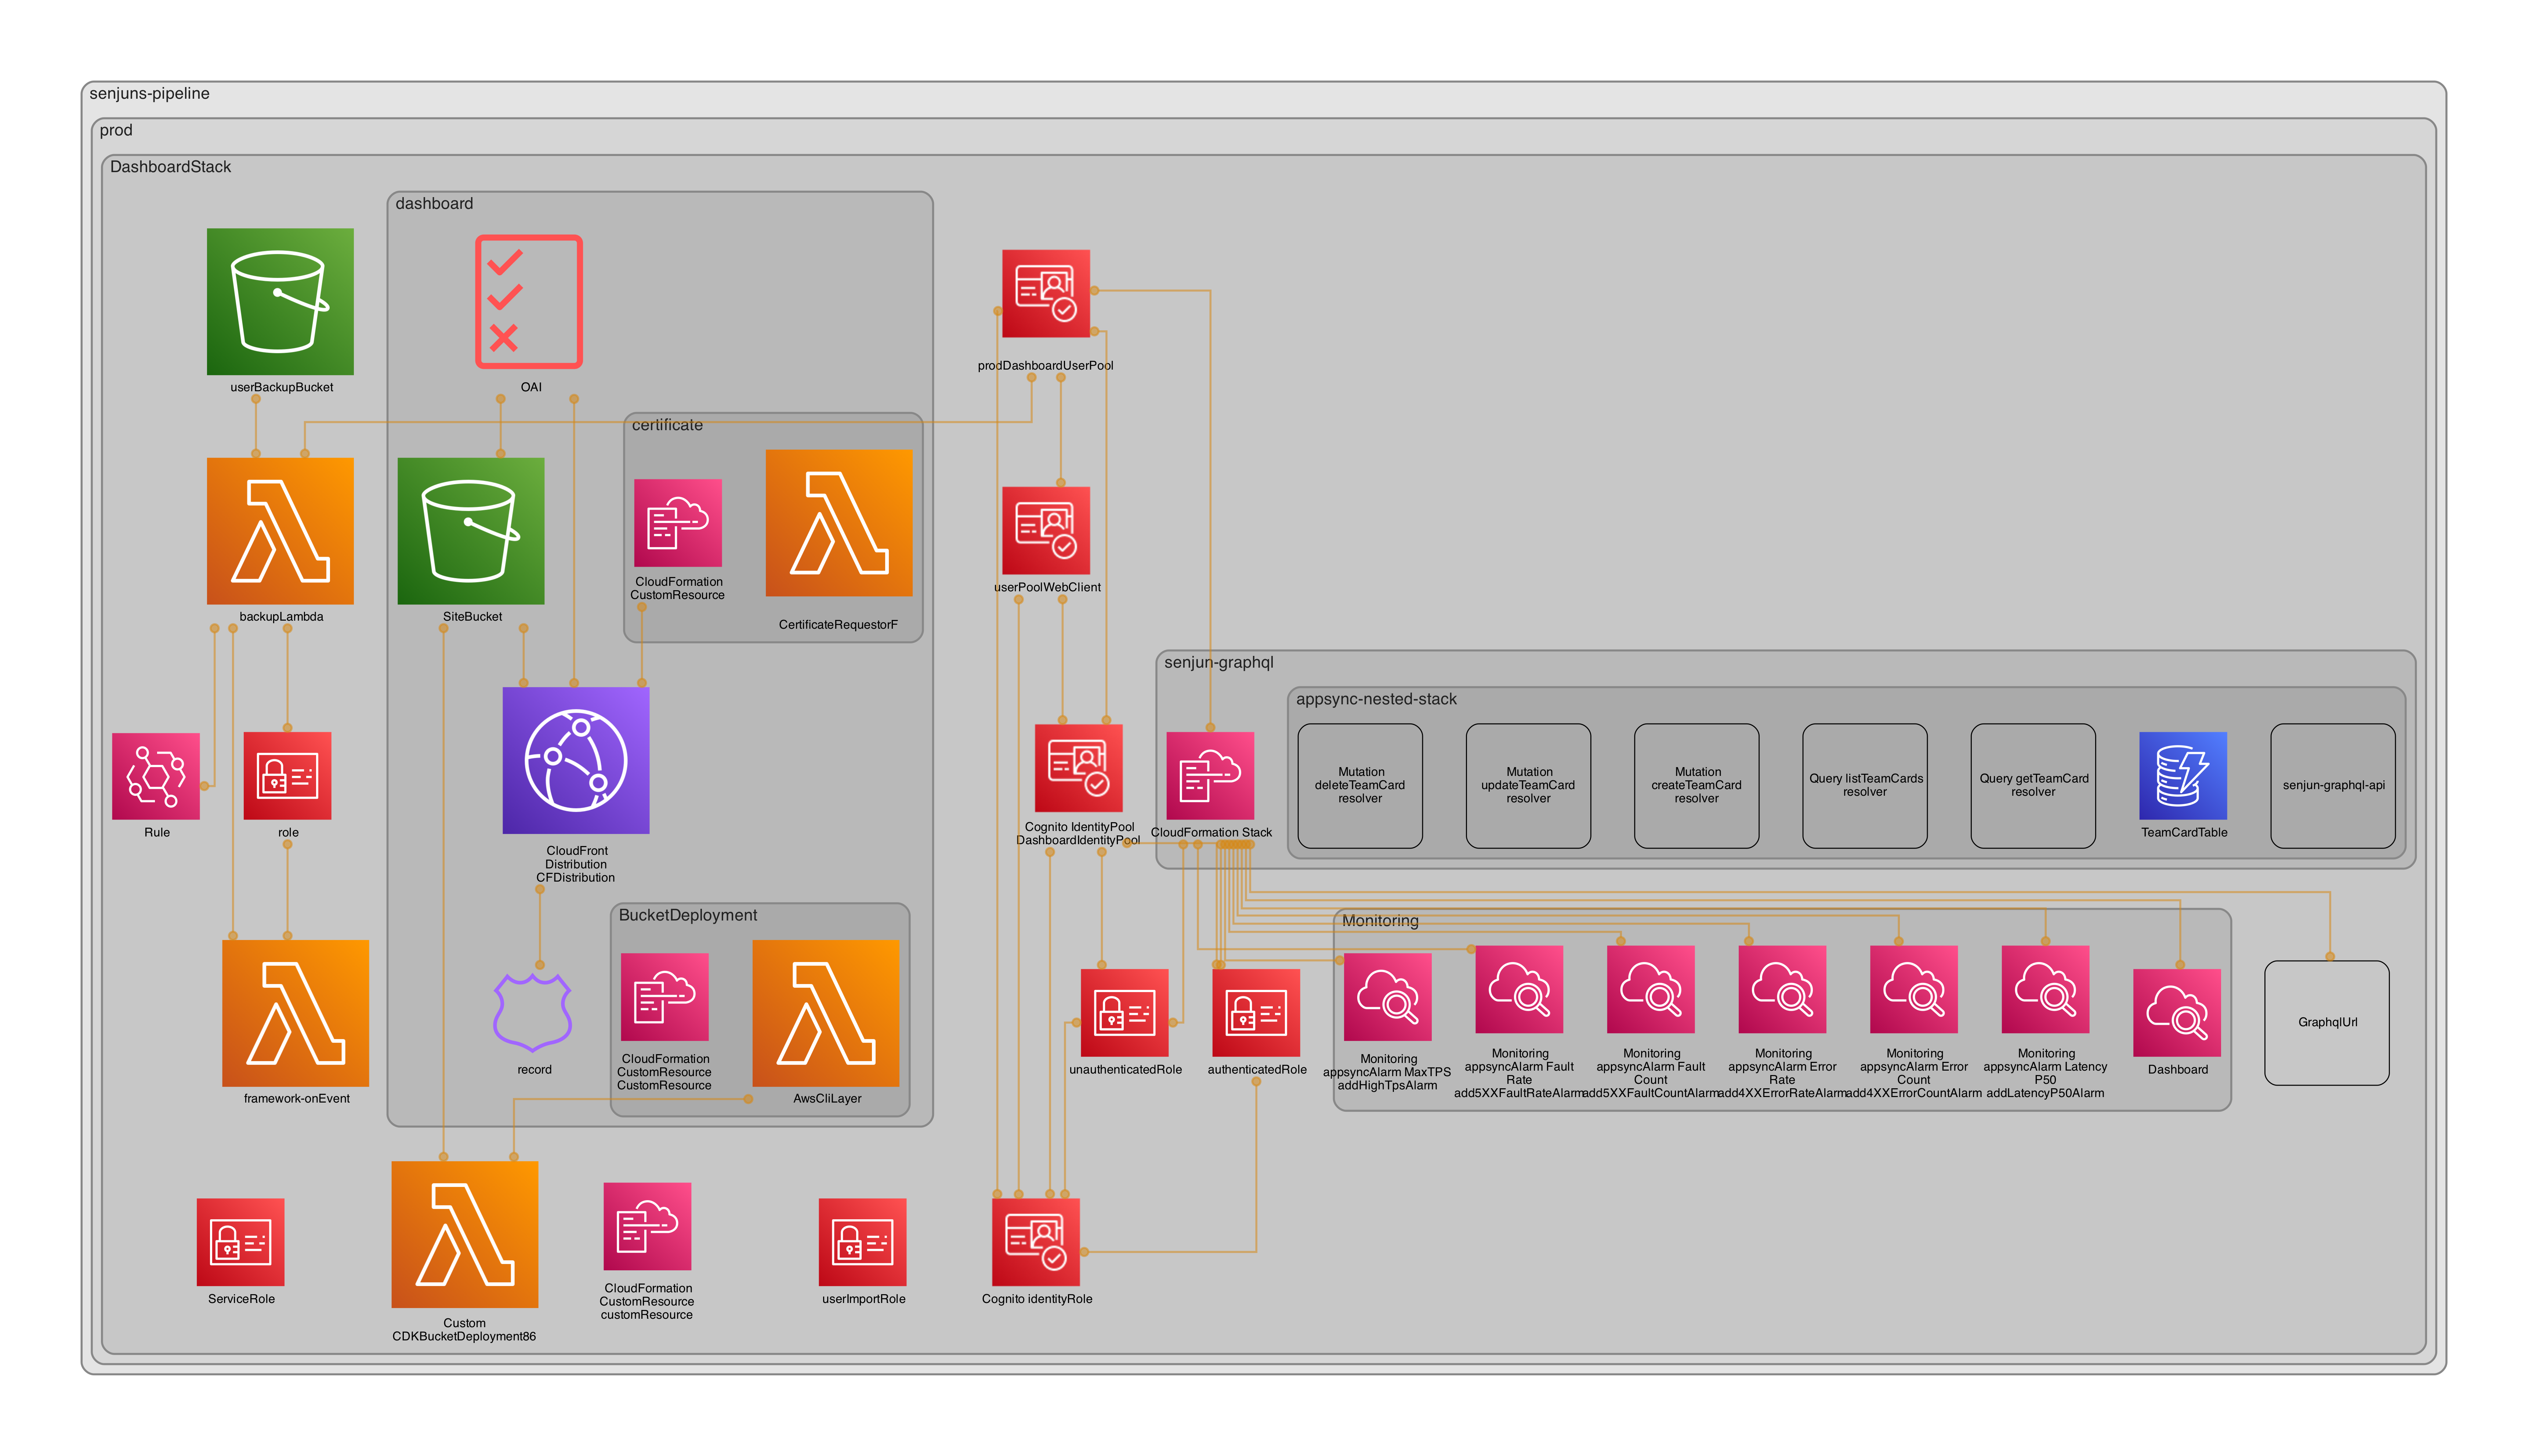 senjuns-pipeline
prod
DashboardStack
dashboard
userBackupBucket
OAI
prodDashboardUserPool
certificate
backupLambda
SiteBucket
CloudFormation
CustomResource
CertificateRequestorF
userPoolWebClient
senjun-graphql
appsync-nested-stack
Rule
role
CloudFront
Distribution
CFDistribution
Cognito IdentityPool
DashboardIdentityPool
CloudFormation Stack
Mutation
deleteTeamCard
resolver
Mutation
updateTeamCard
resolver
Mutation
createTeamCard
resolver
Query listTeamCards
resolver
Query getTeamCard
resolver
TeamCardTable
senjun-graphql-api
BucketDeployment
Monitoring
framework-onEvent
record
CloudFormation
CustomResource
CustomResource
AwsCliLayer
unauthenticatedRole
authenticatedRole
Monitoring
appsyncAlarm MaxTPS
addHighTpsAlarm
Monitoring
appsyncAlarm Fault
Rate
add5XXFaultRateAlarm
Monitoring
appsyncAlarm Fault
Count
add5XXFaultCountAlarm
Monitoring
appsyncAlarm Error
Rate
add4XXErrorRateAlarm
Monitoring
appsyncAlarm Error
Count
add4XXErrorCountAlarm
Monitoring
appsyncAlarm Latency
P50
addLatencyP50Alarm
Dashboard
GraphqlUrl
ServiceRole
Custom
CDKBucketDeployment86
CloudFormation
CustomResource
customResource
userImportRole
Cognito identityRole